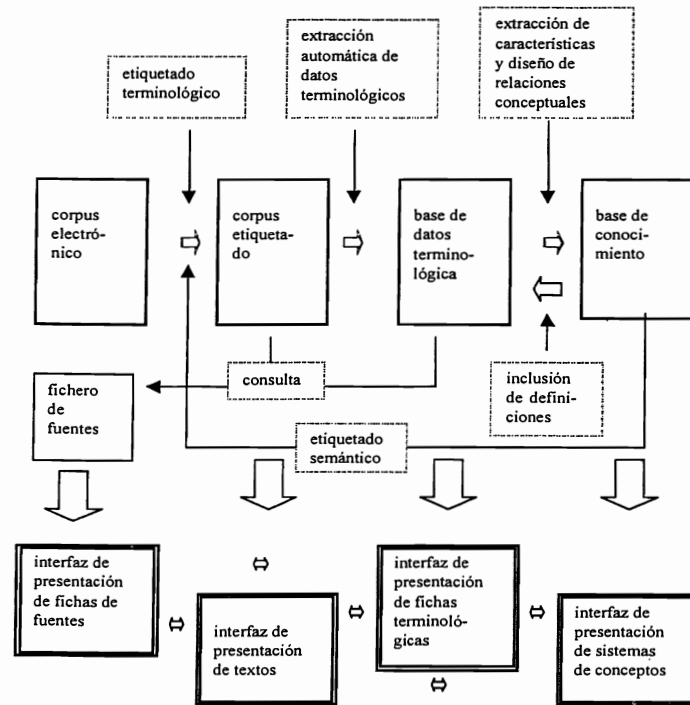 etiquetado
terminológico
extracción
automática de
datos
terminológicos
extracción de
características
y diseño de
relaciones
conceptuales
corpus
electró-
nico
corpus
etiqueta-
do
base de
datos
termino-
lógica
base de
conoci-
miento
fichero
de
fuentes
consulta
inclusión
de defini-
ciones
etiquetado
semántico
interfaz de
presentación
de fichas de
fuentes
interfaz de
presentación
de textos
interfaz de
presentación
de fichas
terminoló-
gicas
interfaz de
presentación
de sistemas
de conceptos